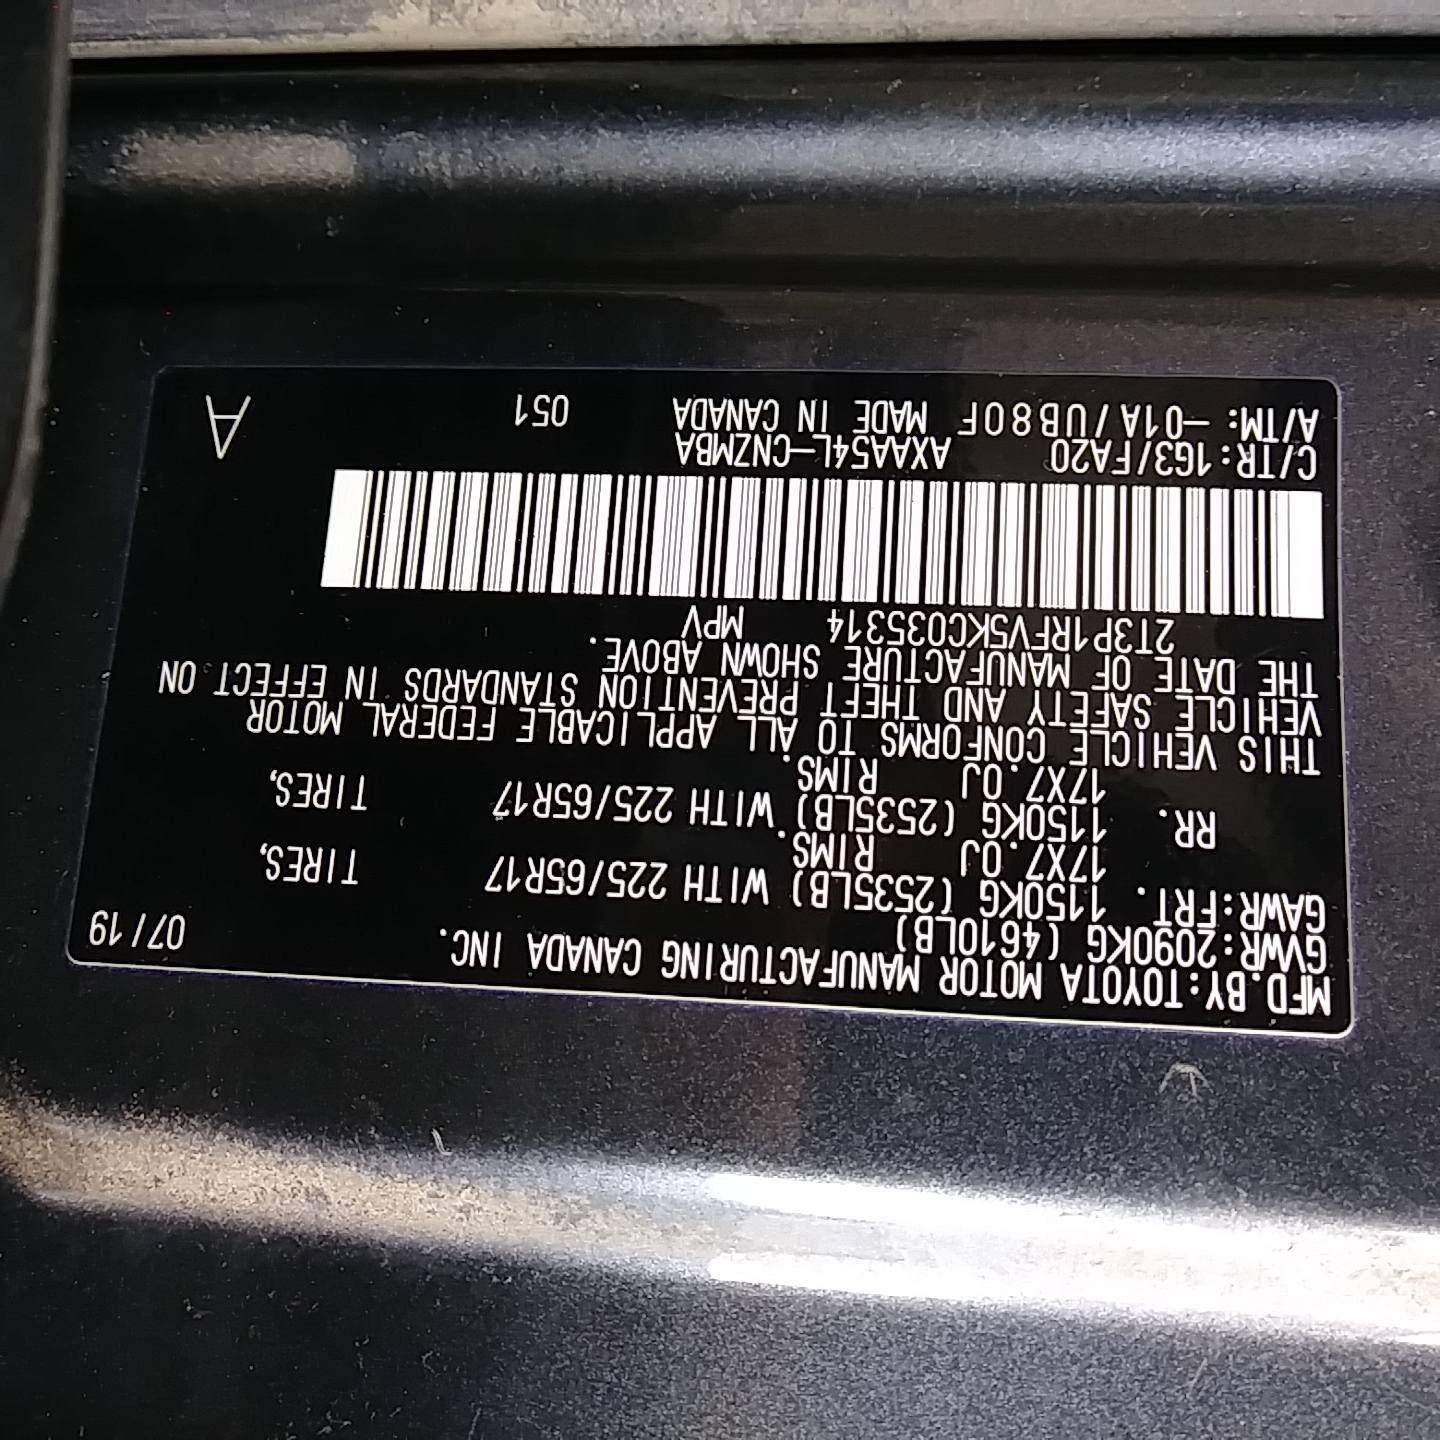 MFD.BY:TOYOTA MOTOR MANUFACTURING CANADA INC.
GVWR:2090KG (4610LB) 07/19
GAWR:FRT. 1150KG (2535LB) WITH 225/65R17 TIRES,
17X7.0J RIMS.
RR. 1150KG (2535LB) WITH 225/65R17 TIRES,
17X7.0J RIMS.
THIS VEHICLE CONFORMS TO ALL APPLICABLE FEDERAL MOTOR
VEHICLE SAFETY AND THEFT PREVENTION STANDARDS IN EFFECT ON
THE DATE OF MANUFACTURE SHOWN ABOVE.
2T3P1RFV5KC035314 MPV
C/TR:1G3/FA20 AXAA54L-CNZMBA
A/TM:-01A/UB80F MADE IN CANADA 051 A